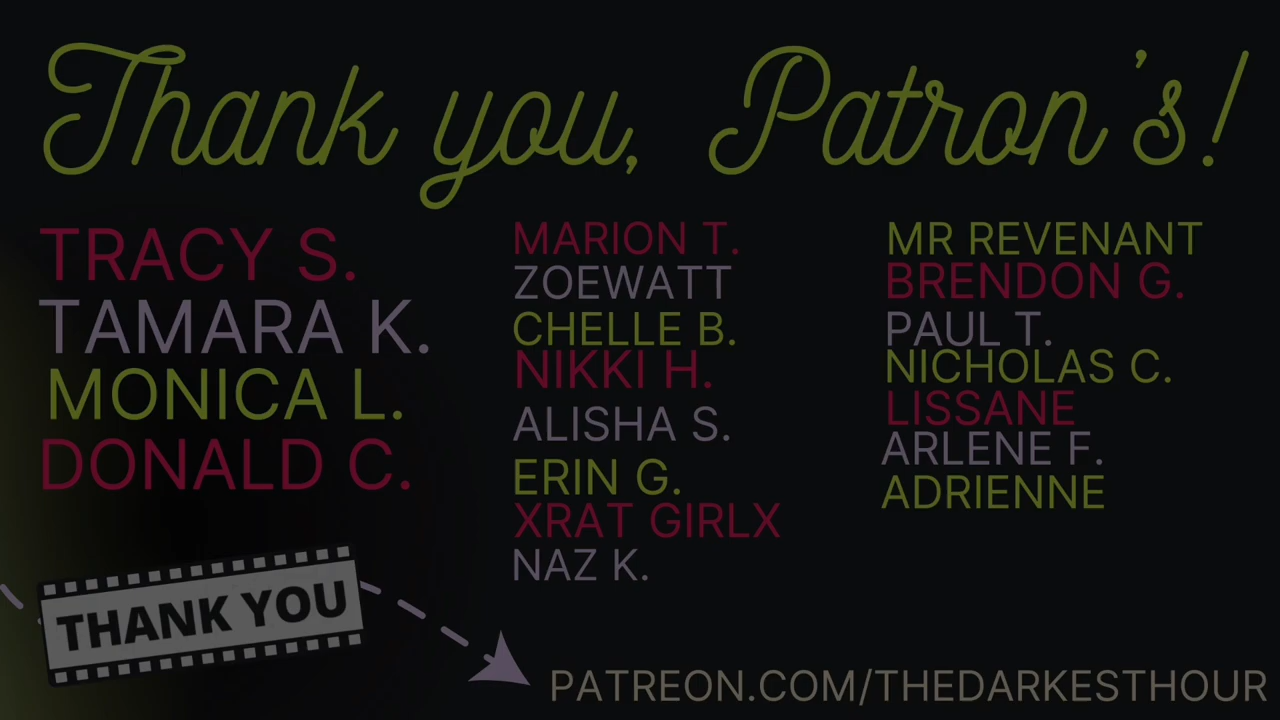 Thank you, Patron's!
TRACY S.
TAMARA K.
MONICA L.
DONALD C.
MARION T.
ZOEWATT
CHELLE B.
NIKKI H.
ALISHA S.
ERIN G.
XRAT GIRLX
NAZ K.
MR REVENANT
BRENDON G.
PAUL T.
NICHOLAS C.
LISSANE
ARLENE F.
ADRIENNE
THANK YOU
PATREON.COM/THEDARKESTHOUR